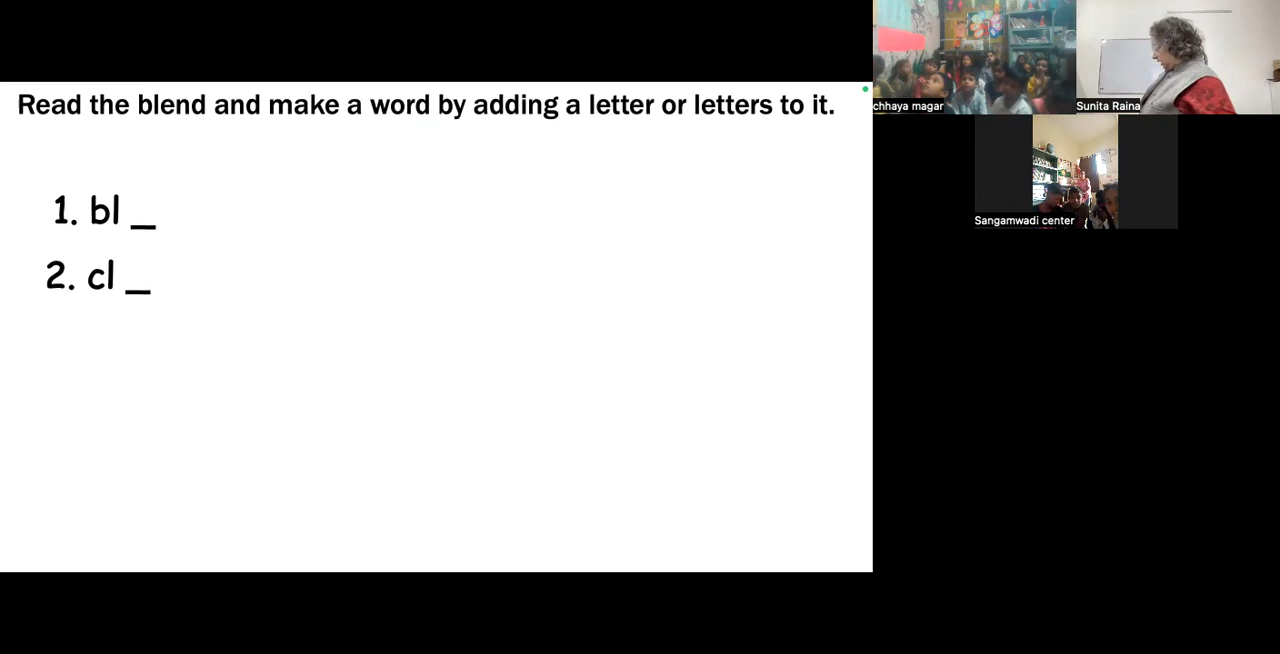 Read the blend and make a word by adding a letter or letters to it.
1. bl _
2. cl _
chhaya magar
Sunita Raina
Sangamwadi center